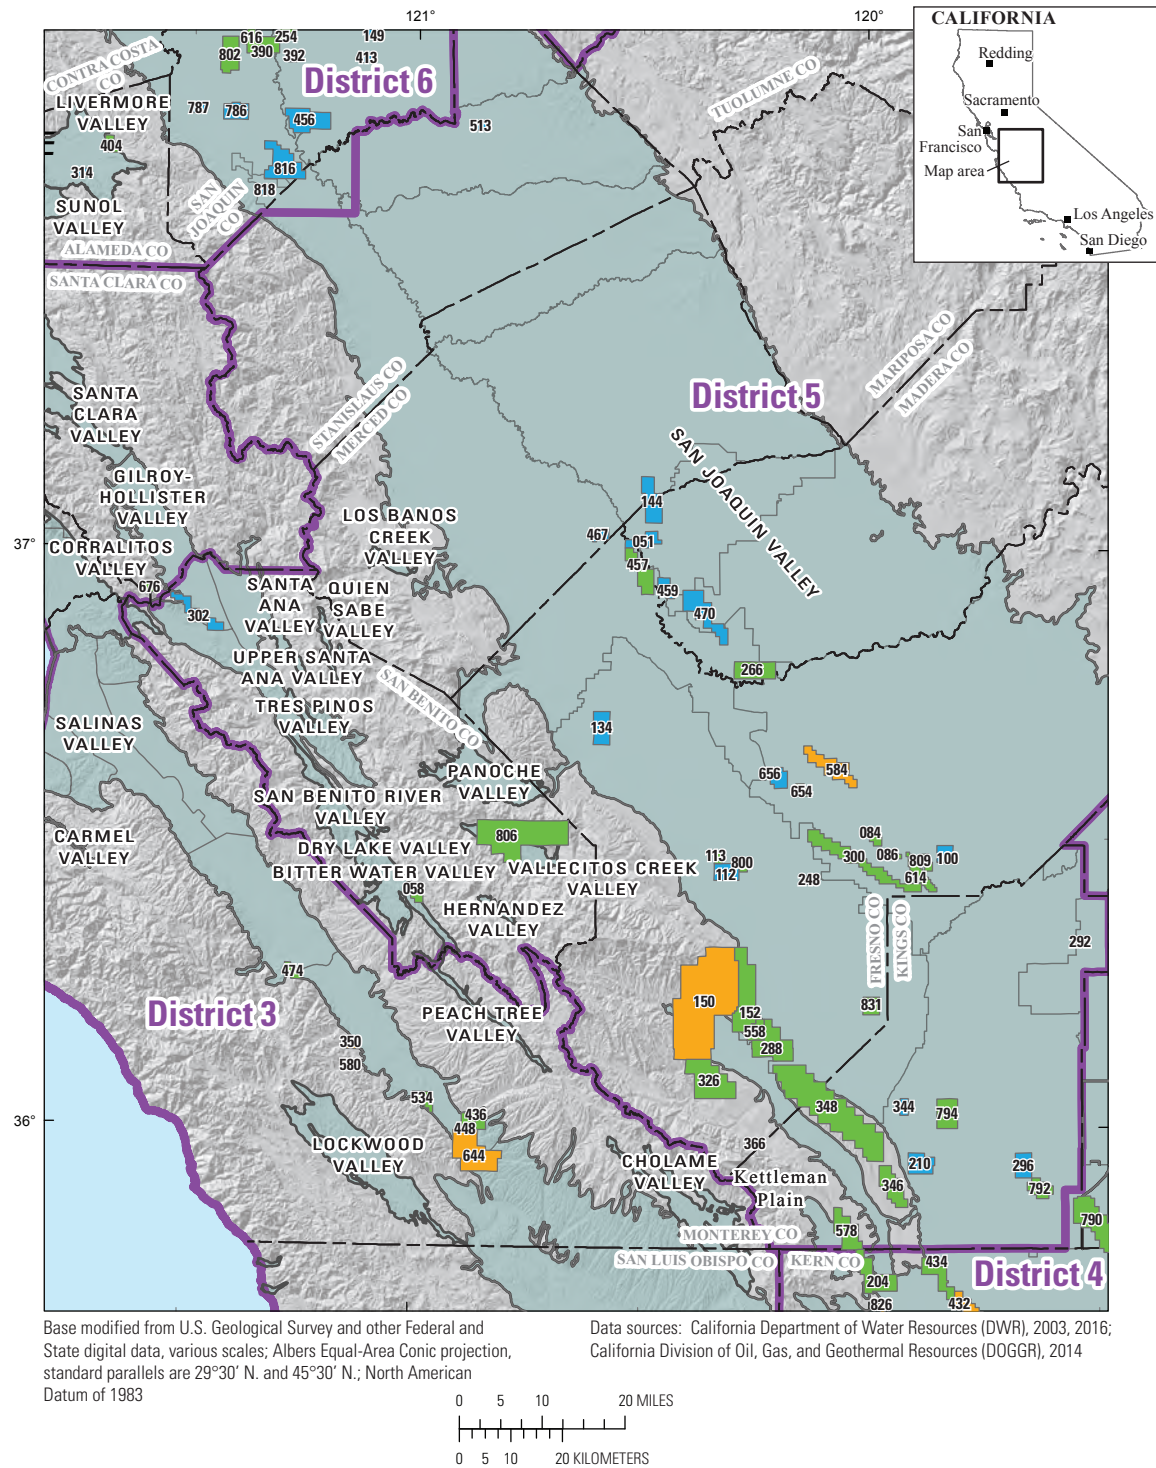 121°
120°
CALIFORNIA
Redding
Sacramento
San
Francisco
Map area
Los Angeles
San Diego
616
254
149
802
390
392
413
CONTRA COSTA
CO
District 6
TUOLUMNE CO
LIVERMORE
VALLEY
787
786
456
513
404
314
816
818
SAN
JOAQUIN
CO
SUNOL
VALLEY
ALAMEDA CO
SANTA CLARA CO
MARIPOSA CO
MADERA CO
STANISLAUS CO
MERCED CO
District 5
SANTA
CLARA
VALLEY
SAN JOAQUIN VALLEY
GILROY-
HOLLISTER
VALLEY
144
LOS BANOS
CREEK
VALLEY
467
051
37°
CORRALITOS
VALLEY
457
459
676
SANTA
ANA
VALLEY
QUIEN
SABE
VALLEY
302
470
UPPER SANTA
ANA VALLEY
266
SAN BENITO CO
TRES PINOS
VALLEY
SALINAS
VALLEY
134
PANOCHE
VALLEY
656
654
584
SAN BENITO RIVER
VALLEY
806
084
CARMEL
VALLEY
DRY LAKE VALLEY
300
086
809
100
113
800
112
BITTER WATER VALLEY
VALLECITOS CREEK
VALLEY
248
614
058
HERNANDEZ
VALLEY
FRESNO CO
KINGS CO
292
474
District 3
150
152
831
PEACH TREE
VALLEY
558
288
350
580
326
36°
534
436
348
344
794
448
LOCKWOOD
VALLEY
366
644
CHOLAME
VALLEY
210
296
Kettleman
Plain
346
792
790
578
MONTEREY CO
SAN LUIS OBISPO CO
KERN CO
434
District 4
204
826
432
Base modified from U.S. Geological Survey and other Federal and
State digital data, various scales; Albers Equal-Area Conic projection,
standard parallels are 29°30′ N. and 45°30′ N.; North American
Datum of 1983
Data sources: California Department of Water Resources (DWR), 2003, 2016;
California Division of Oil, Gas, and Geothermal Resources (DOGGR), 2014
0 5 10 20 MILES
0 5 10 20 KILOMETERS